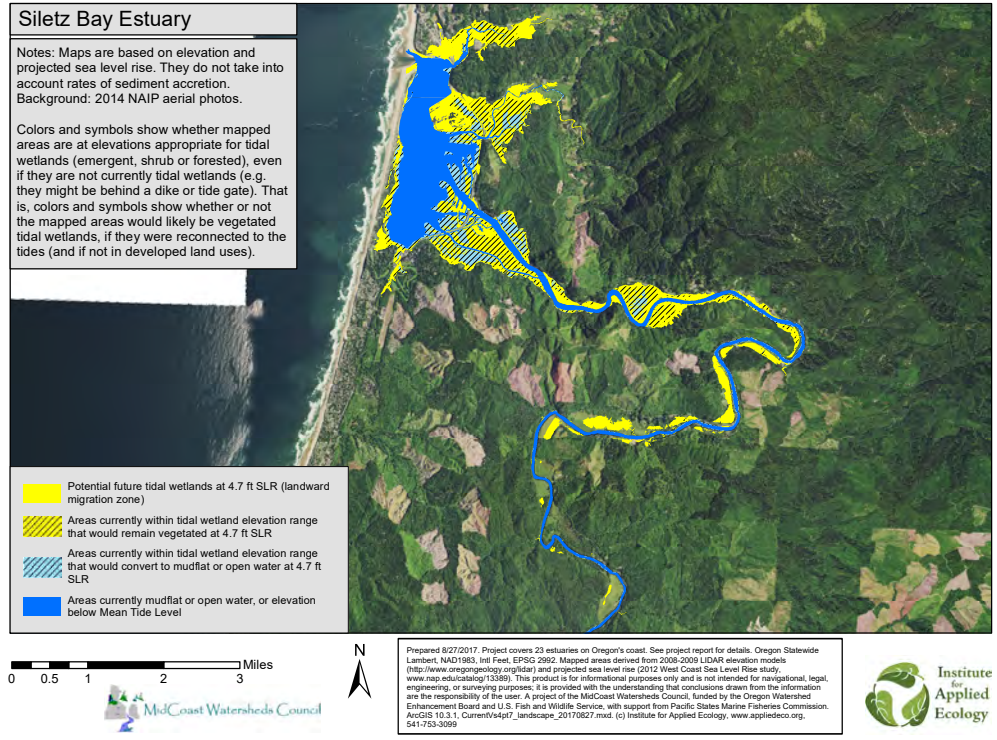 Siletz Bay Estuary
Notes: Maps are based on elevation and
projected sea level rise. They do not take into
account rates of sediment accretion.
Background: 2014 NAIP aerial photos.
Colors and symbols show whether mapped
areas are at elevations appropriate for tidal
wetlands (emergent, shrub or forested), even
if they are not currently tidal wetlands (e.g.
they might be behind a dike or tide gate). That
is, colors and symbols show whether or not
the mapped areas would likely be vegetated
tidal wetlands, if they were reconnected to the
tides (and if not in developed land uses).
Potential future tidal wetlands at 4.7 ft SLR (landward
migration zone)
Areas currently within tidal wetland elevation range
that would remain vegetated at 4.7 ft SLR
Areas currently within tidal wetland elevation range
that would convert to mudflat or open water at 4.7 ft
SLR
Areas currently mudflat or open water, or elevation
below Mean Tide Level
Miles
0 0.5 1 2 3
MidCoast Watersheds Council
N
Prepared 8/27/2017. Project covers 23 estuaries on Oregon's coast. See project report for details. Oregon Statewide
Lambert, NAD1983, Intl Feet, EPSG 2992. Mapped areas derived from 2008-2009 LIDAR elevation models
(http://www.oregongeology.org/lidar) and projected sea level rise (2012 West Coast Sea Level Rise study,
www.nap.edu/catalog/13389). This product is for informational purposes only and is not intended for navigational, legal,
engineering, or surveying purposes; it is provided with the understanding that conclusions drawn from the information
are the responsibility of the user. A project of the MidCoast Watersheds Council, funded by the Oregon Watershed
Enhancement Board and U.S. Fish and Wildlife Service, with support from Pacific States Marine Fisheries Commission.
ArcGIS 10.3.1, CurrentVs4pt7_landscape_20170827.mxd. (c) Institute for Applied Ecology, www.appliedeco.org,
541-753-3099
Institute
for
Applied
Ecology